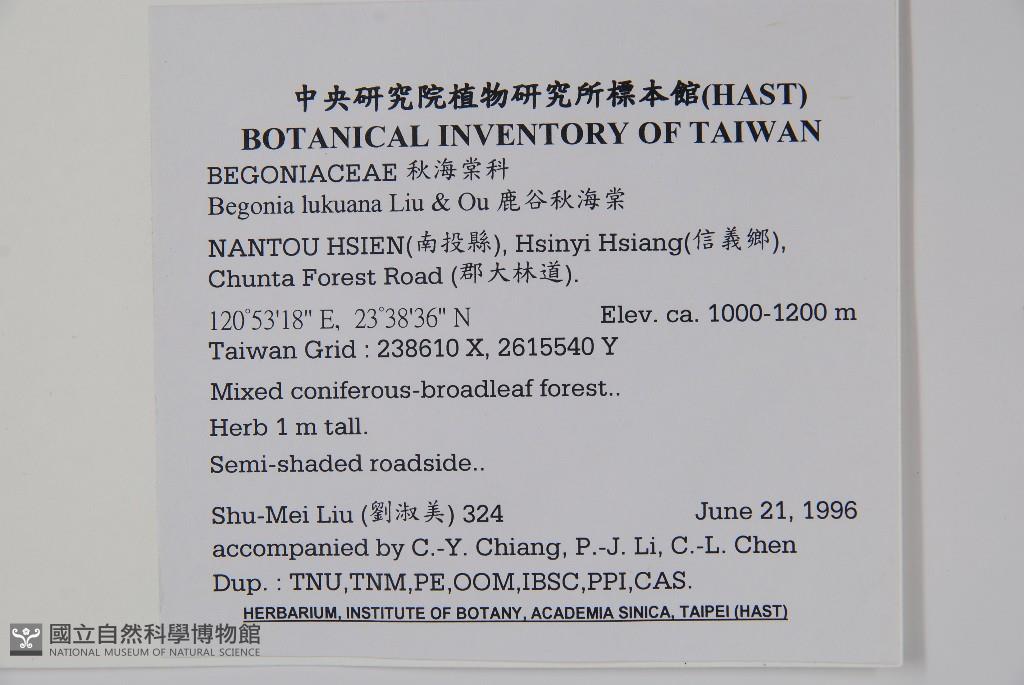 中央研究院植物研究所標本館(HAST)
BOTANICAL INVENTORY OF TAIWAN
BEGONIACEAE 秋海棠科
Begonia lukuana Liu & Ou 鹿谷秋海棠
NANTOU HSIEN(南投縣), Hsinyi Hsiang(信義鄉),
Chunta Forest Road (郡大林道).
120°53'18" E, 23°38'36" N Elev. ca. 1000-1200 m
Taiwan Grid : 238610 X, 2615540 Y
Mixed coniferous-broadleaf forest..
Herb 1 m tall.
Semi-shaded roadside..
Shu-Mei Liu (劉淑美) 324 June 21, 1996
accompanied by C.-Y. Chiang, P.-J. Li, C.-L. Chen
Dup. : TNU,TNM,PE,OOM,IBSC,PPI,CAS.
HERBARIUM, INSTITUTE OF BOTANY, ACADEMIA SINICA, TAIPEI (HAST)
國立自然科學博物館
NATIONAL MUSEUM OF NATURAL SCIENCE